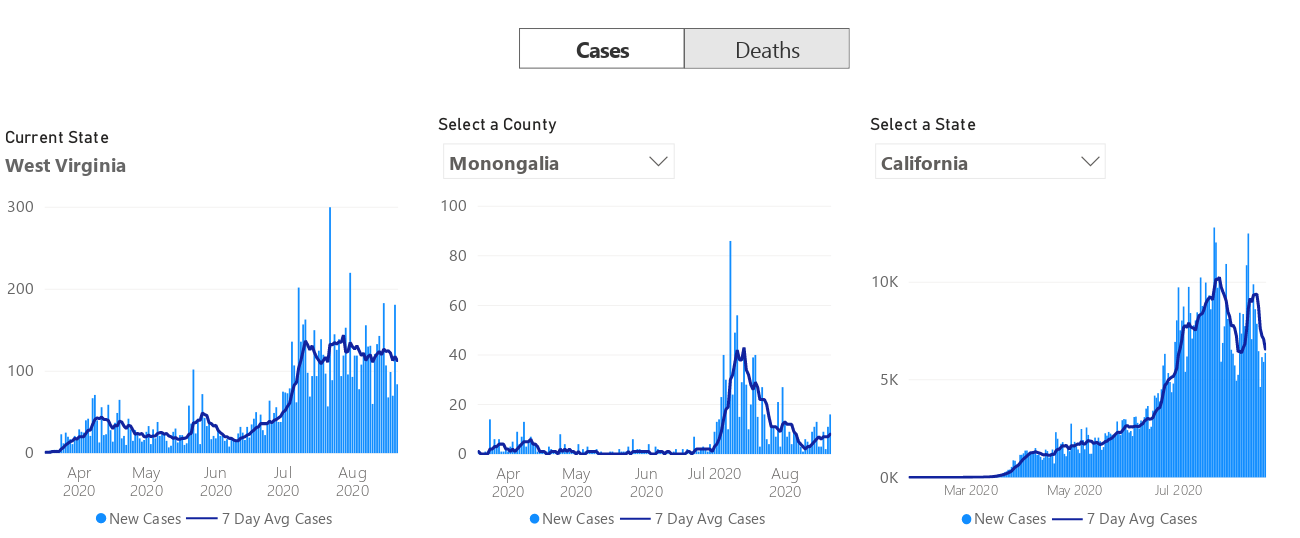 Cases Deaths
Current State
West Virginia
300
200
100
0
Apr 2020
May 2020
Jun 2020
Jul 2020
Aug 2020
New Cases 7 Day Avg Cases
Select a County
Monongalia
100
80
60
40
20
0
Apr 2020
May 2020
Jun 2020
Jul 2020
Aug 2020
New Cases 7 Day Avg Cases
Select a State
California
10K
5K
0K
Mar 2020 May 2020 Jul 2020
New Cases 7 Day Avg Cases